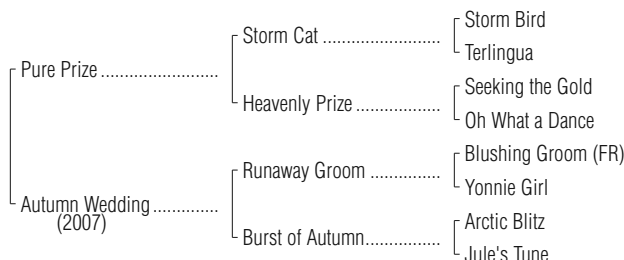 Storm Bird
Storm Cat ........................
Terlingua
Pure Prize ........................
Seeking the Gold
Heavenly Prize .................
Oh What a Dance
Blushing Groom (FR)
Runaway Groom ..............
Yonnie Girl
Autumn Wedding .............
(2007)
Arctic Blitz
Burst of Autumn...............
Jule's Tune